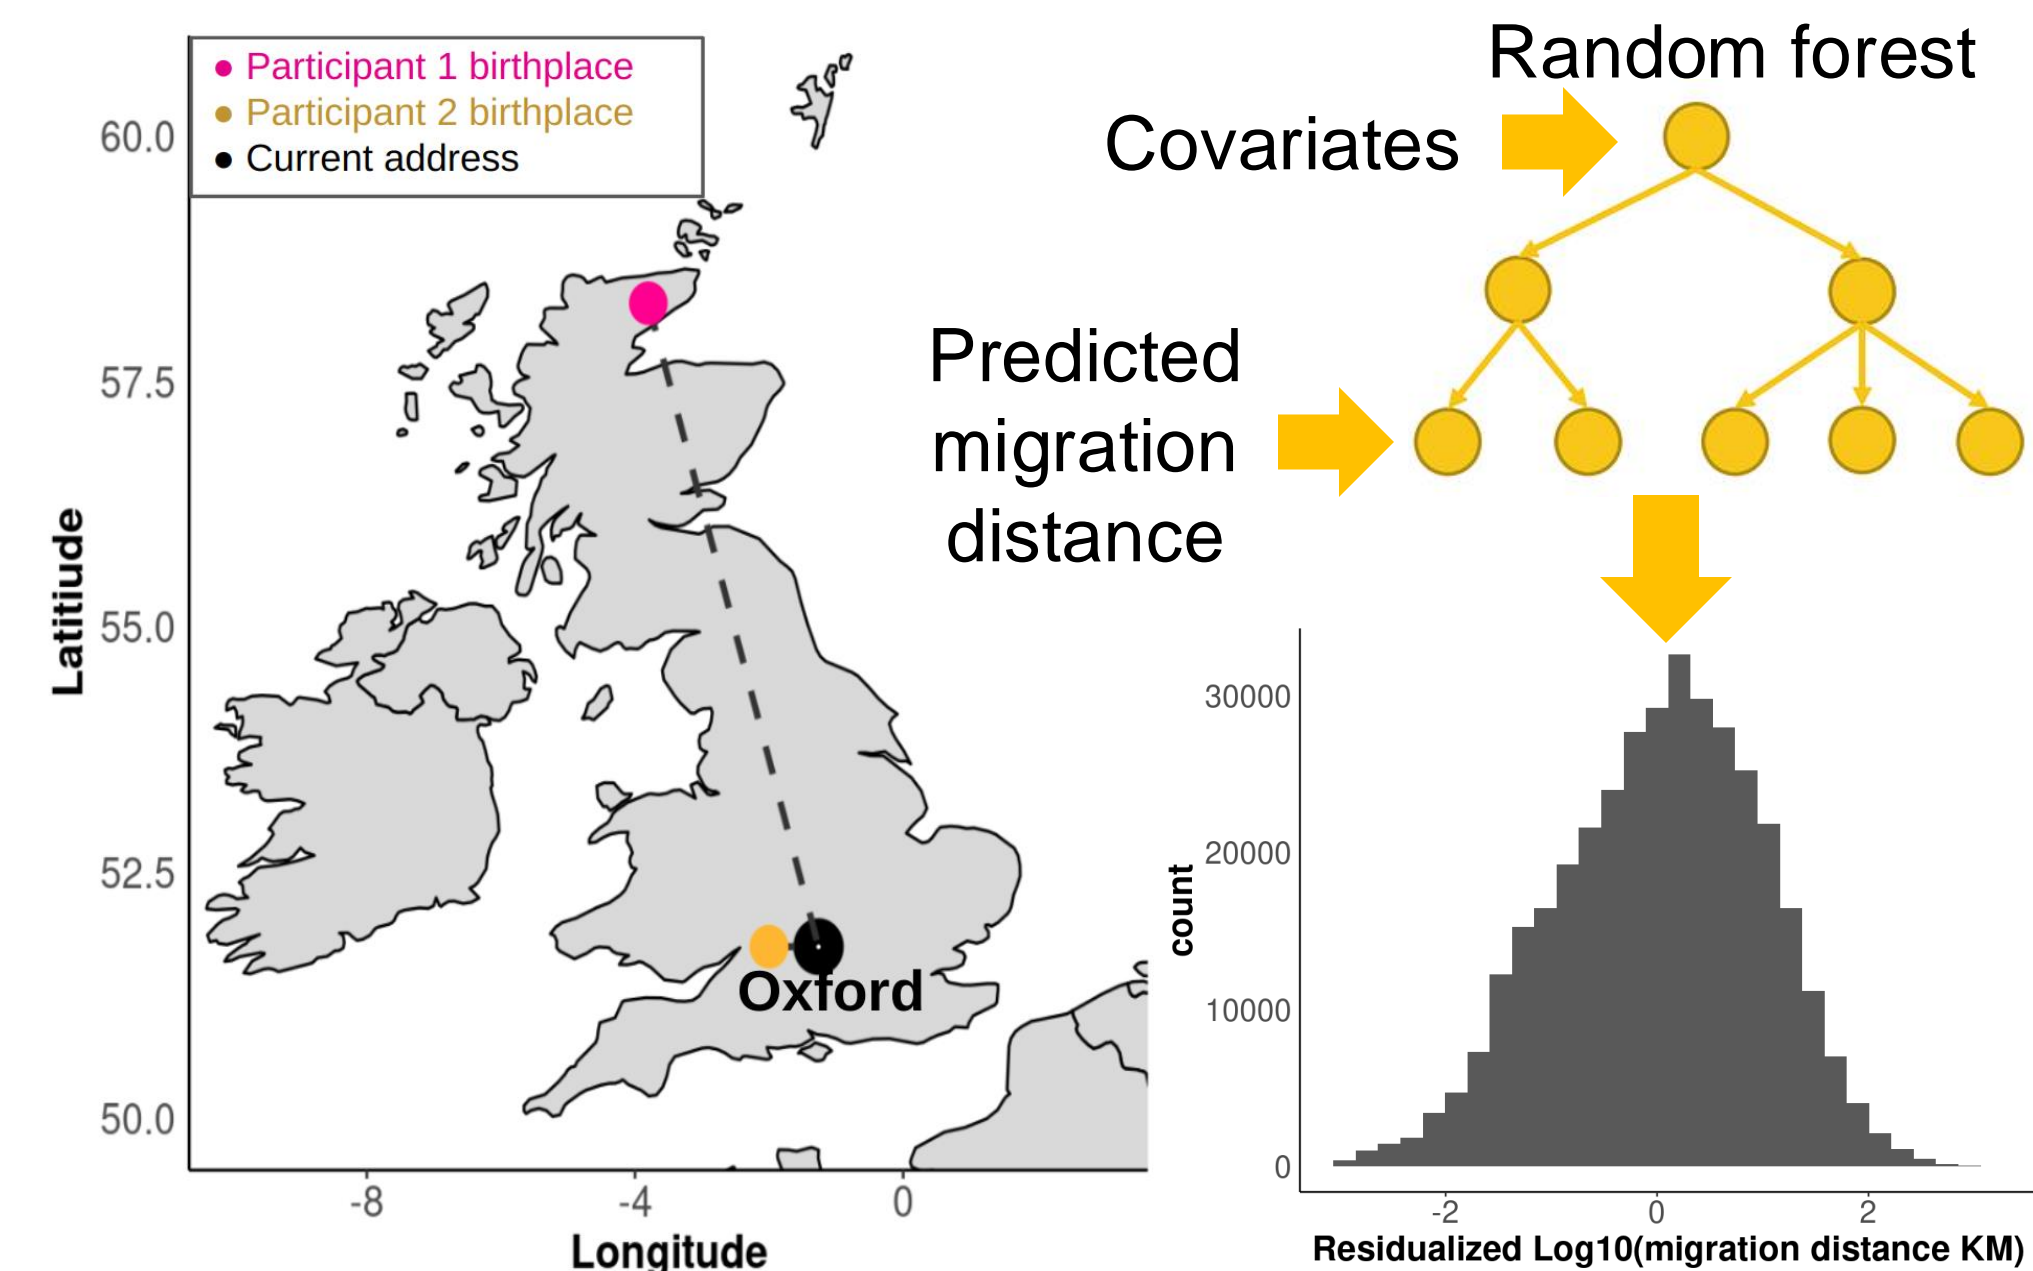 Participant 1 birthplace
Participant 2 birthplace
Current address
60.0
57.5
55.0
52.5
50.0
Latitiude
-8
-4
0
Longitude
Oxford
Random forest
Covariates
Predicted
migration
distance
30000
20000
10000
0
count
-2
0
2
Residualized Log10(migration distance KM)